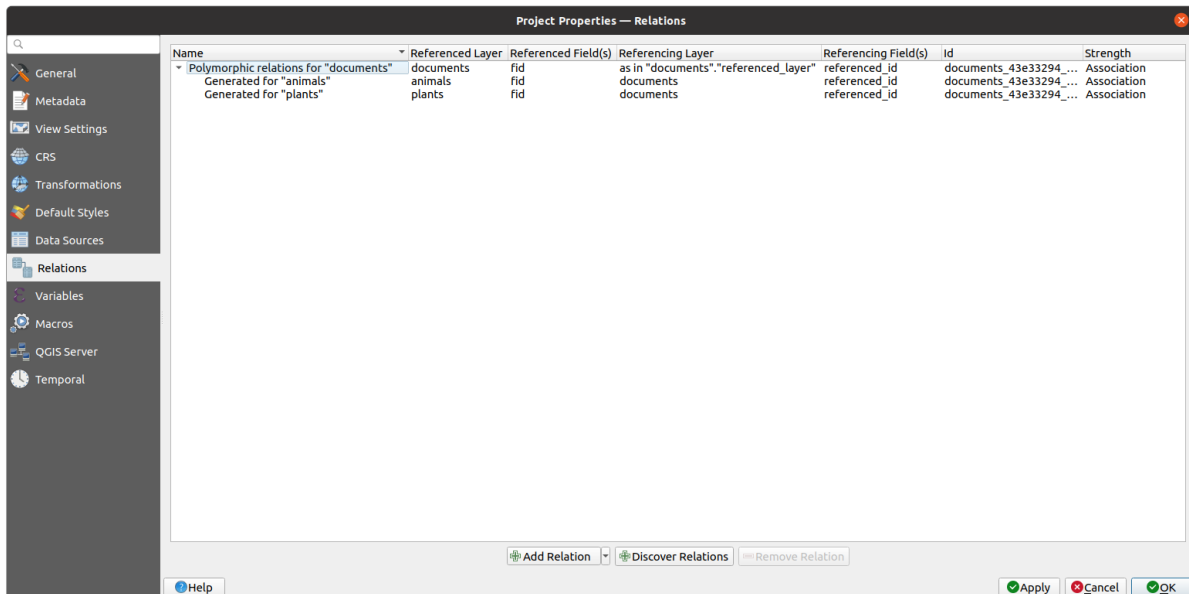 Project Properties — Relations
General
Metadata
View Settings
CRS
Transformations
Default Styles
Data Sources
Relations
Variables
Macros
QGIS Server
Temporal
Name Referenced Layer Referenced Field(s) Referencing Layer Referencing Field(s) Id Strength
Polymorphic relations for "documents" documents fid as in "documents"."referenced_layer" referenced_id documents_43e33294_... Association
Generated for "animals" animals fid documents referenced_id documents_43e33294_... Association
Generated for "plants" plants fid documents referenced_id documents_43e33294_... Association
Add Relation Discover Relations Remove Relation
Help Apply Cancel OK